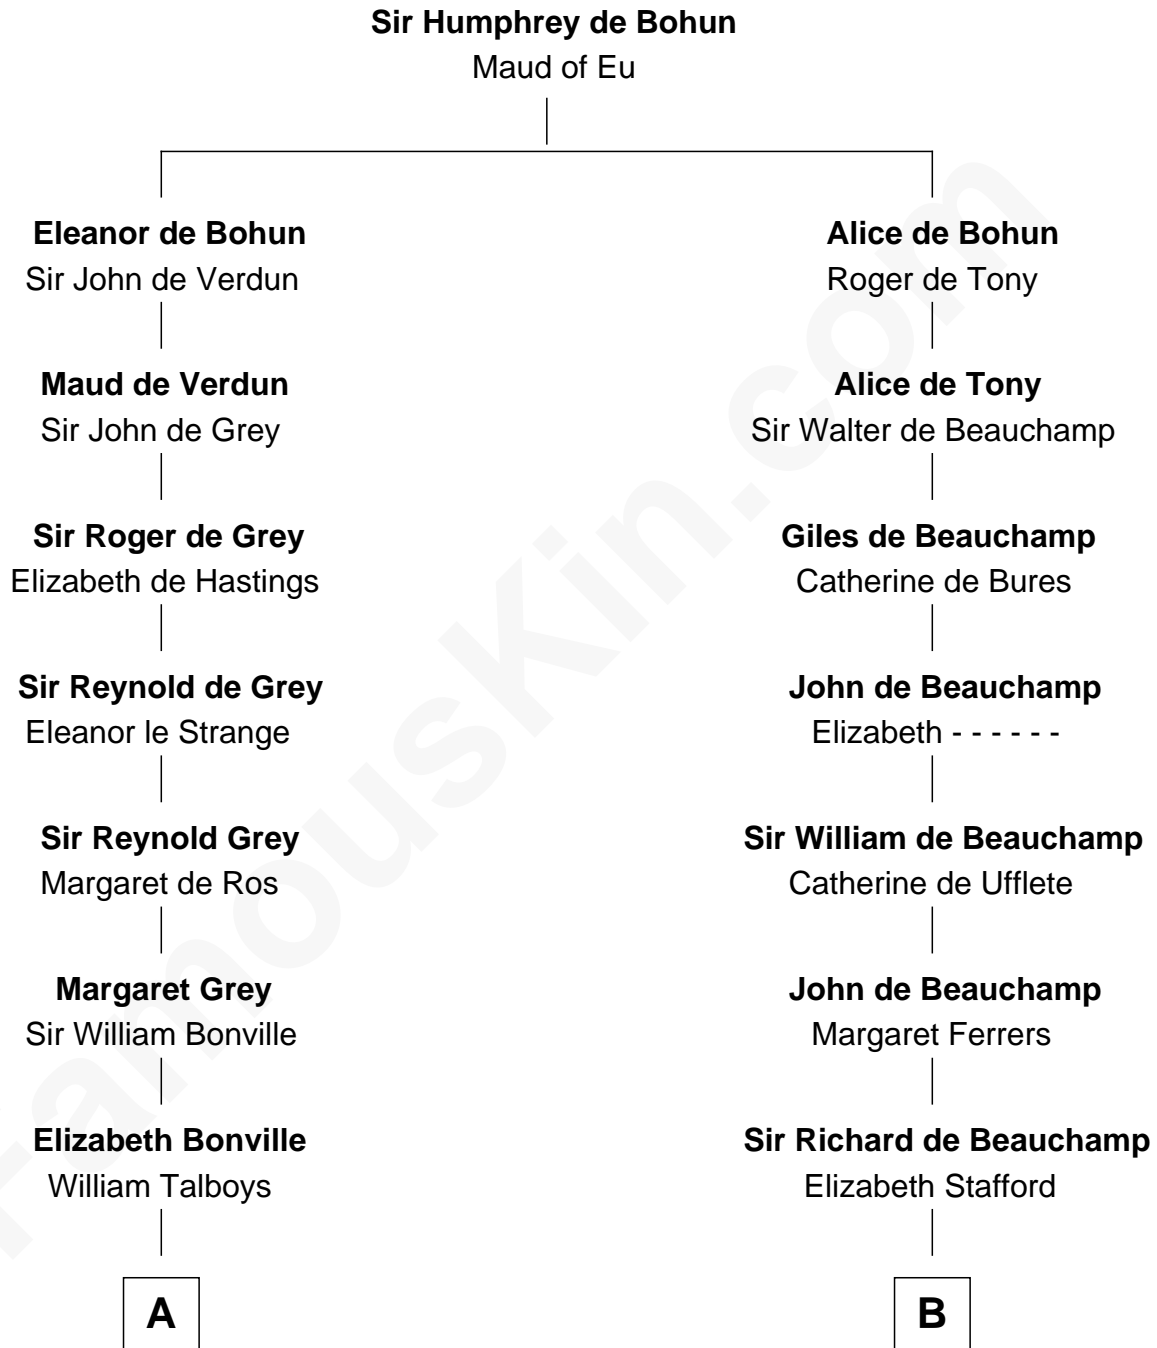 Sir Humphrey de Bohun
Maud of Eu
Eleanor de Bohun
Sir John de Verdun
Maud de Verdun
Sir John de Grey
Sir Roger de Grey
Elizabeth de Hastings
Sir Reynold de Grey
Eleanor le Strange
Sir Reynold Grey
Margaret de Ros
Margaret Grey
Sir William Bonville
Elizabeth Bonville
William Talboys
A
Alice de Bohun
Roger de Tony
Alice de Tony
Sir Walter de Beauchamp
Giles de Beauchamp
Catherine de Bures
John de Beauchamp
Elizabeth - - - - - -
Sir William de Beauchamp
Catherine de Ufflete
John de Beauchamp
Margaret Ferrers
Sir Richard de Beauchamp
Elizabeth Stafford
B
FamousKin.com